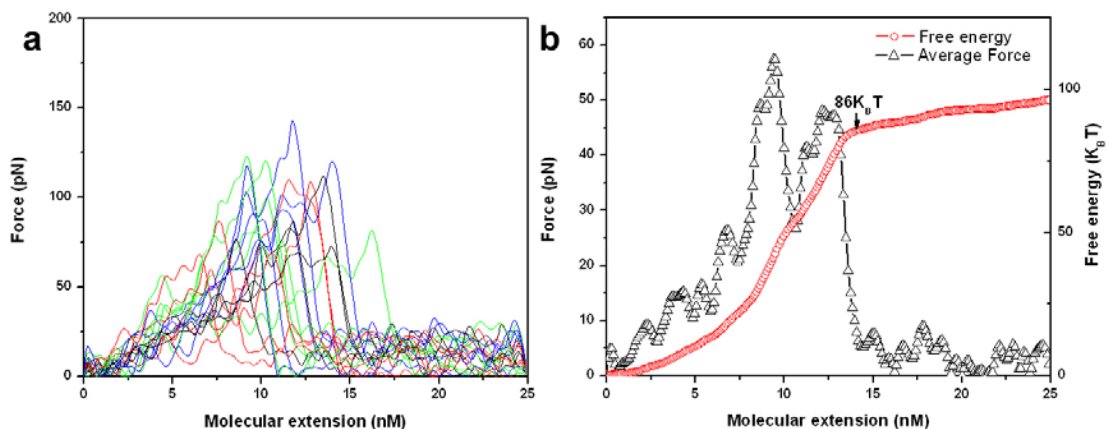 a
200
150
100
50
0
Force (pN)
0 5 10 15 20 25
Molecular extension (nM)
b
60
50
40
30
20
10
0
Force (pN)
Free energy
Average Force
86K_BT
100
50
0
Free energy (K_BT)
0 5 10 15 20 25
Molecular extension (nM)